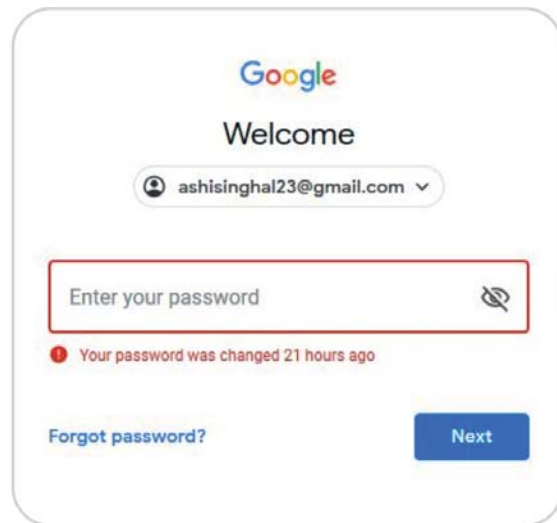 Google
Welcome
ashisinghal23@gmail.com
Enter your password
Your password was changed 21 hours ago
Forgot password? Next